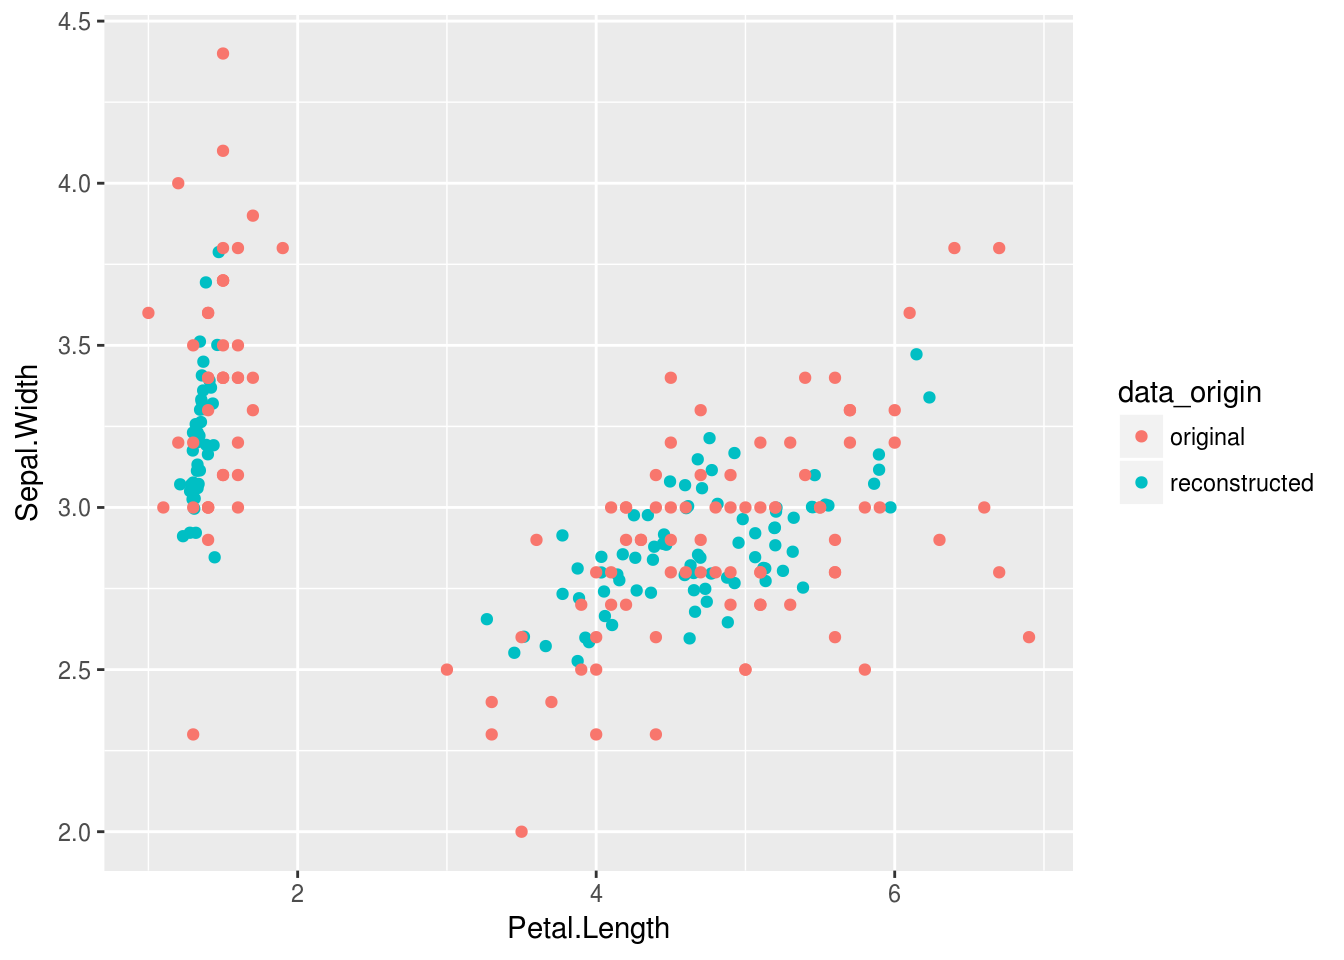 4.5
4.0
3.5
3.0
2.5
2.0
Sepal.Width
2
4
6
Petal.Length
data_origin
original
reconstructed